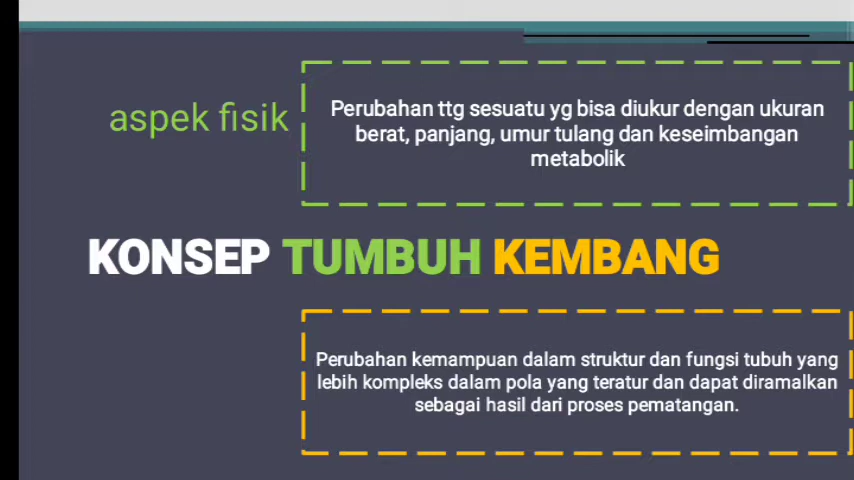 aspek fisik
Perubahan ttg sesuatu yg bisa diukur dengan ukuran
berat, panjang, umur tulang dan keseimbangan
metabolik
KONSEP TUMBUH KEMBANG
Perubahan kemampuan dalam struktur dan fungsi tubuh yang
lebih kompleks dalam pola yang teratur dan dapat diramalkan
sebagai hasil dari proses pematangan.